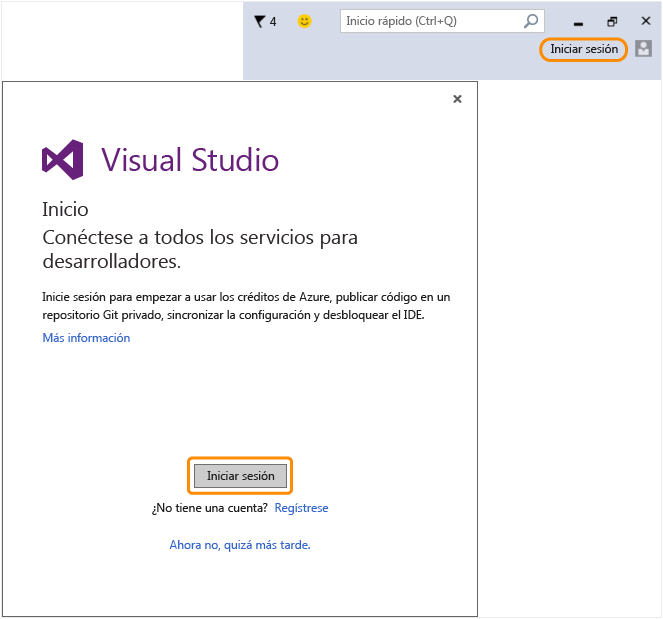 4 Inicio rápido (Ctrl+Q)
Iniciar sesión
Visual Studio
Inicio
Conéctese a todos los servicios para
desarrolladores.
Inicie sesión para empezar a usar los créditos de Azure, publicar código en un
repositorio Git privado, sincronizar la configuración y desbloquear el IDE.
Más información
Iniciar sesión
¿No tiene una cuenta? Regístrese
Ahora no, quizá más tarde.